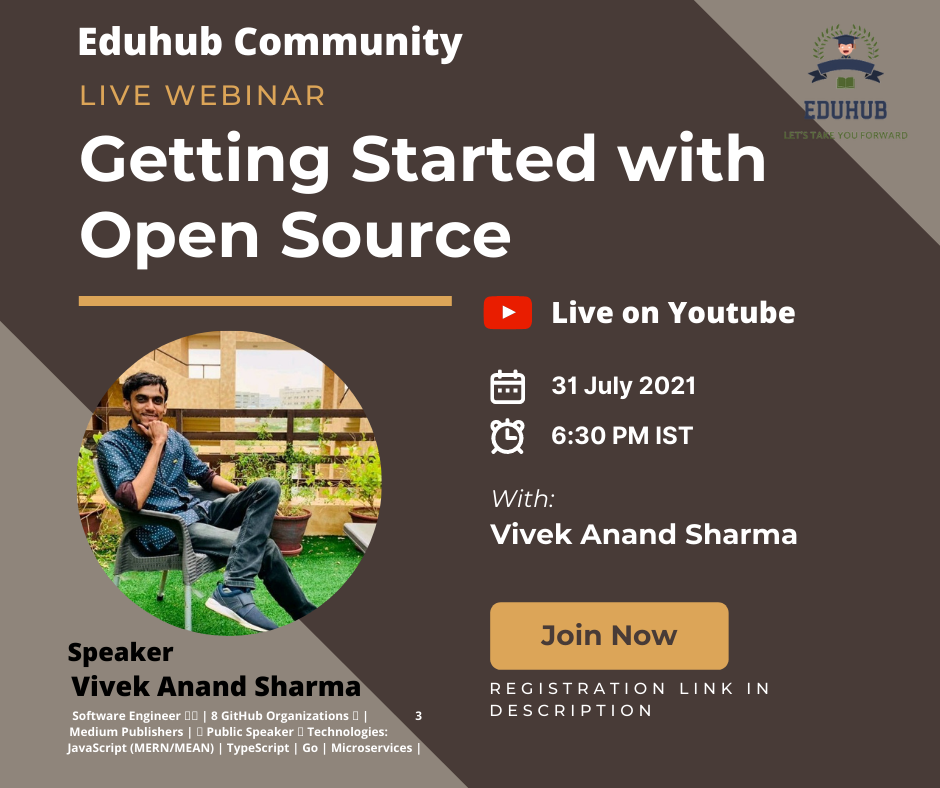 Eduhub Community
LIVE WEBINAR
Getting Started with
Open Source
EDUHUB
LET'S TAKE YOU FORWARD
Live on Youtube
31 July 2021
6:30 PM IST
With:
Vivek Anand Sharma
Join Now
REGISTRATION LINK IN
DESCRIPTION
Speaker
Vivek Anand Sharma
Software Engineer | 8 GitHub Organizations | 3
Medium Publishers | Public Speaker Technologies:
JavaScript (MERN/MEAN) | TypeScript | Go | Microservices |